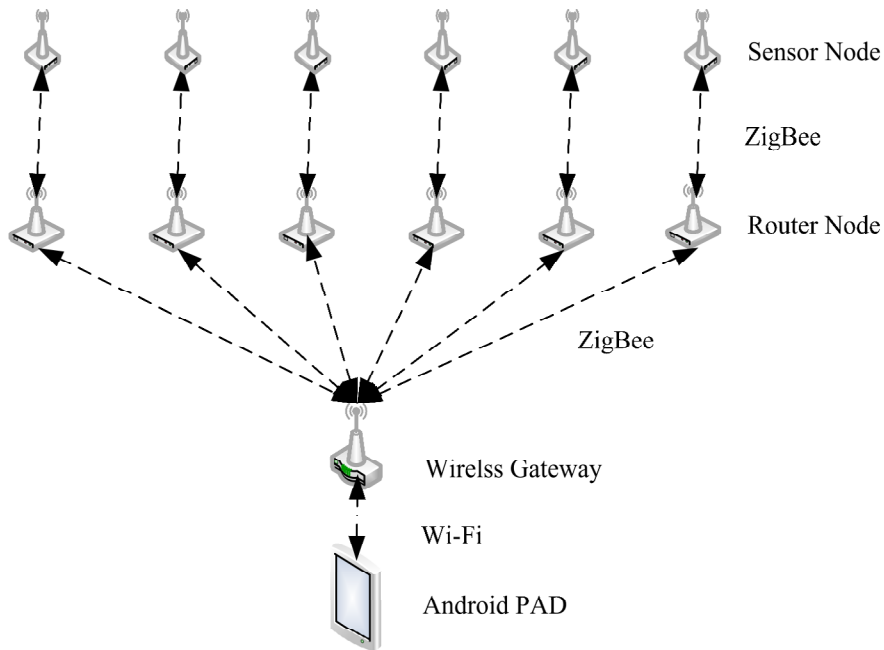 Sensor Node
ZigBee
Router Node
ZigBee
Wirelss Gateway
Wi-Fi
Android PAD